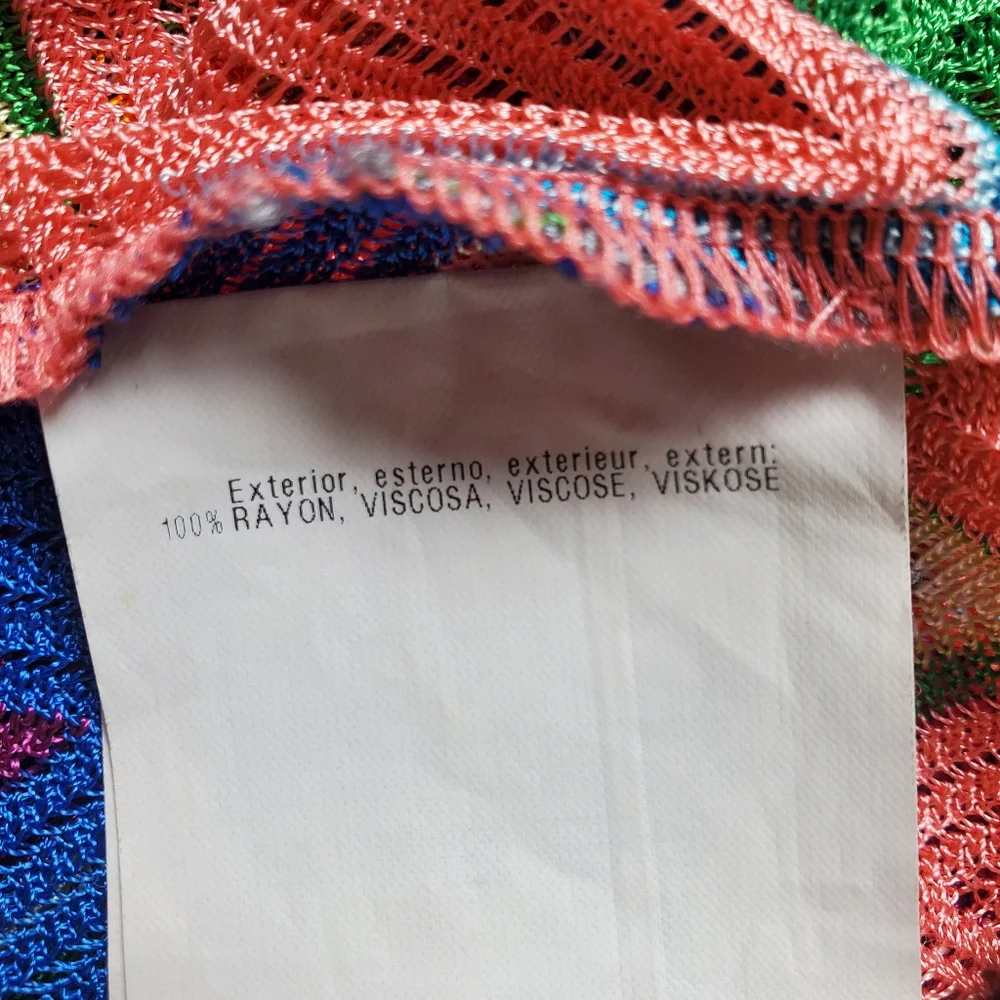 Exterior, esterno, exterieur, extern:
100% RAYON, VISCOSA, VISCOSE, VISKOSE